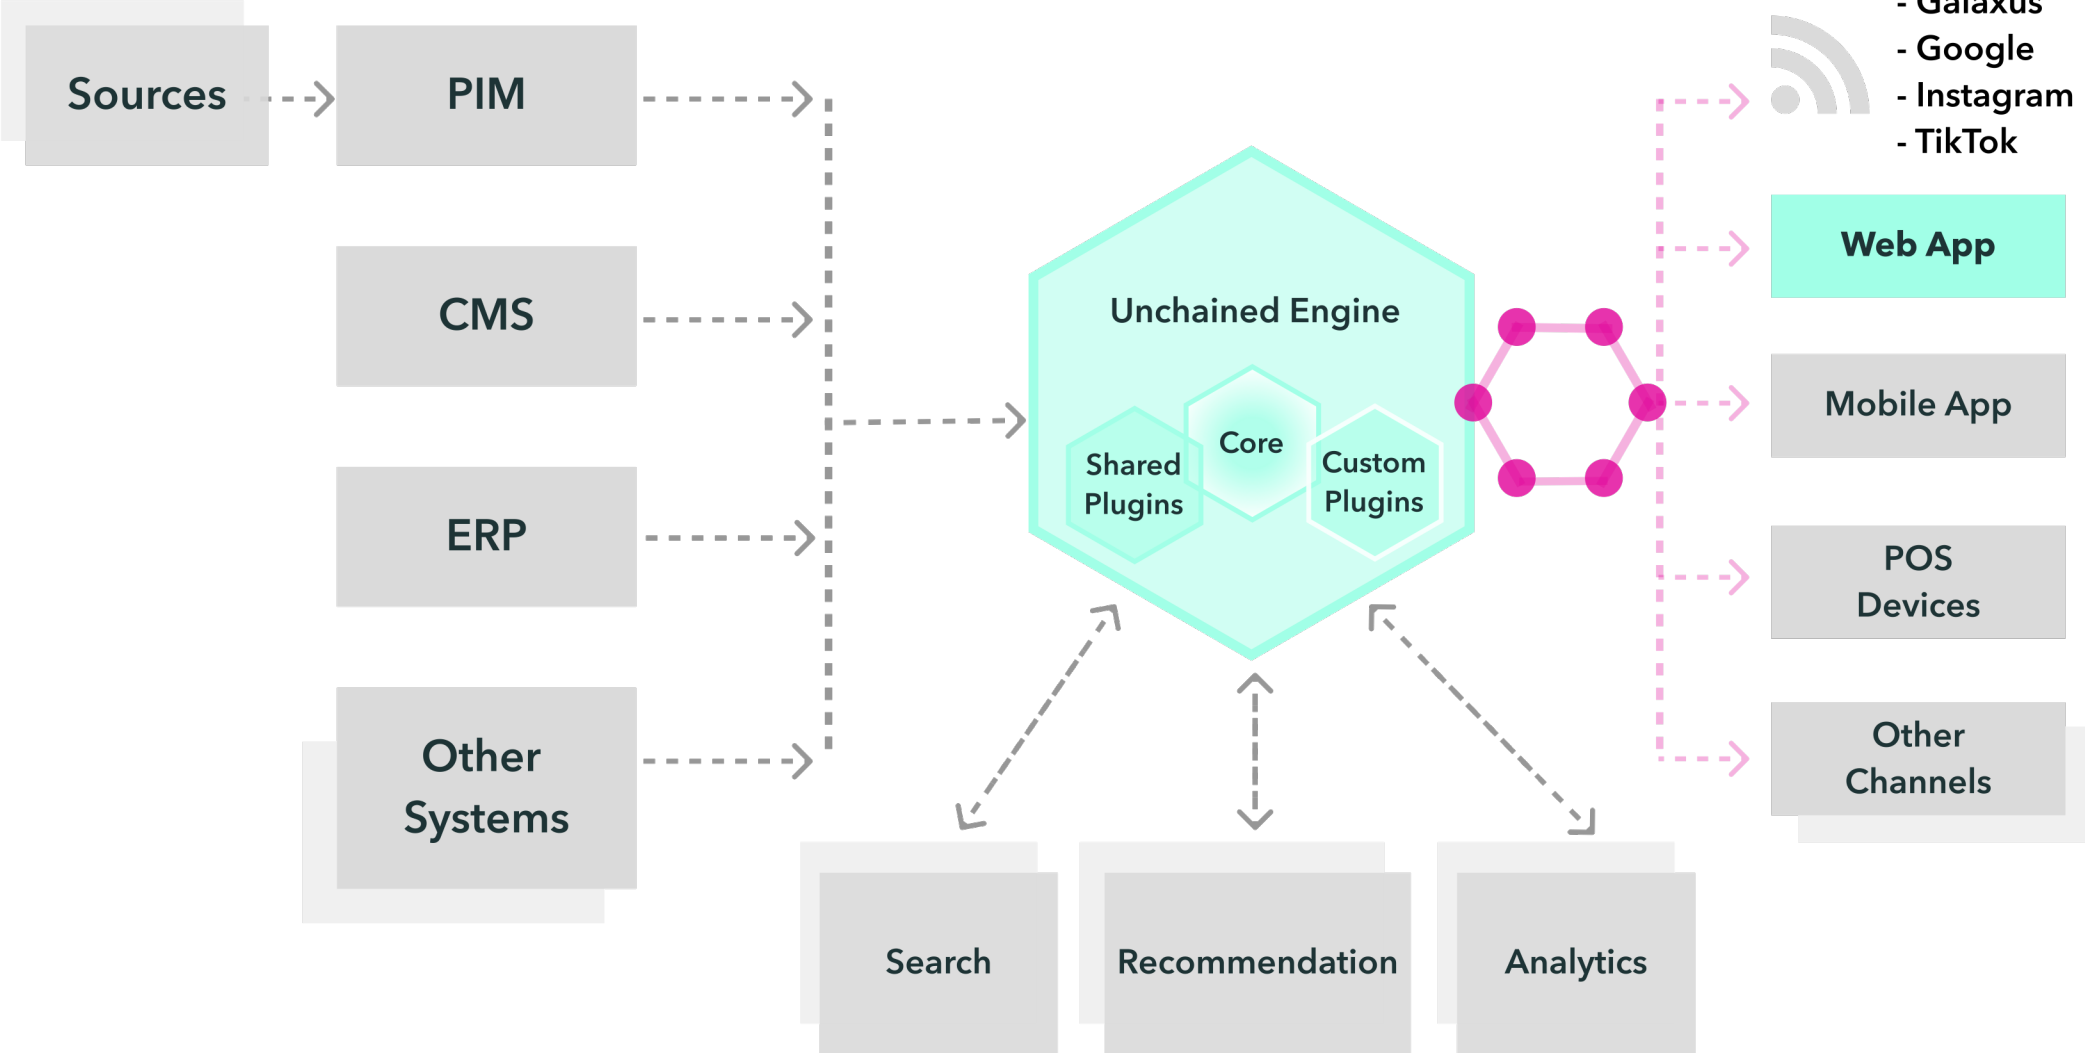 Sources
PIM
CMS
ERP
Other
Systems
Unchained Engine
Core
Shared
Plugins
Custom
Plugins
Search
Recommendation
Analytics
- Galaxus
- Google
- Instagram
- TikTok
Web App
Mobile App
POS
Devices
Other
Channels